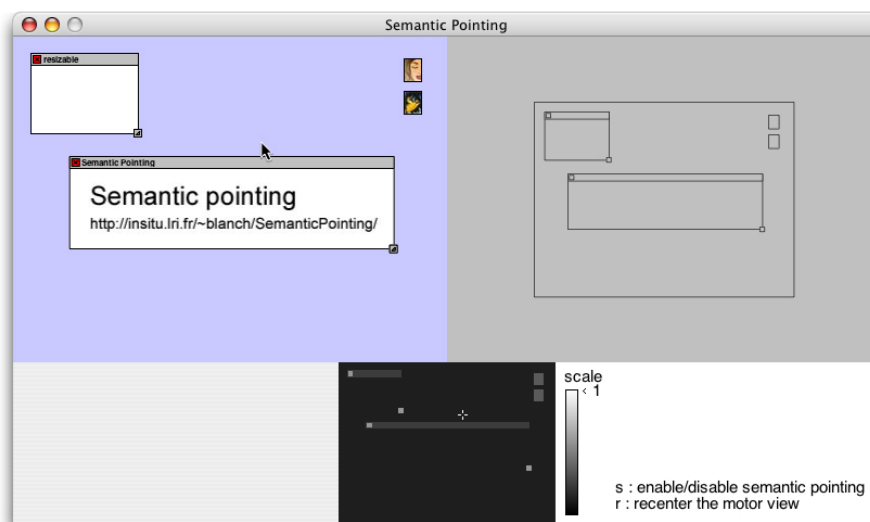 Semantic Pointing
resizable
Semantic Pointing
Semantic pointing
http://insitu.lri.fr/~blanch/SemanticPointing/
scale
< 1
s : enable/disable semantic pointing
r : recenter the motor view